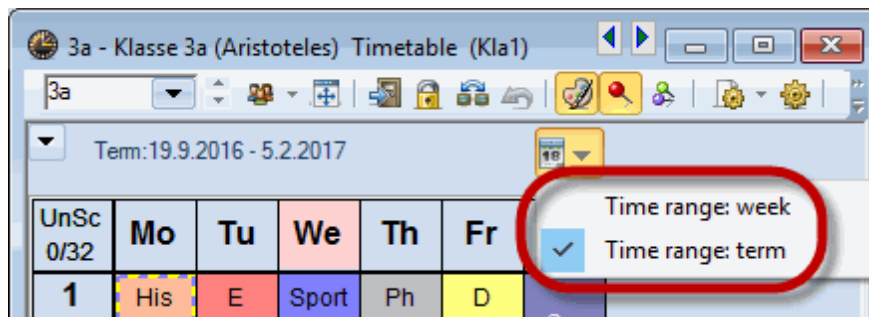 3a - Klasse 3a (Aristoteles) Timetable (Kla1)
3a
Term:19.9.2016 - 5.2.2017
18
Time range: week
Time range: term
UnSc
0/32
Mo Tu We Th Fr
1 His E Sport Ph D